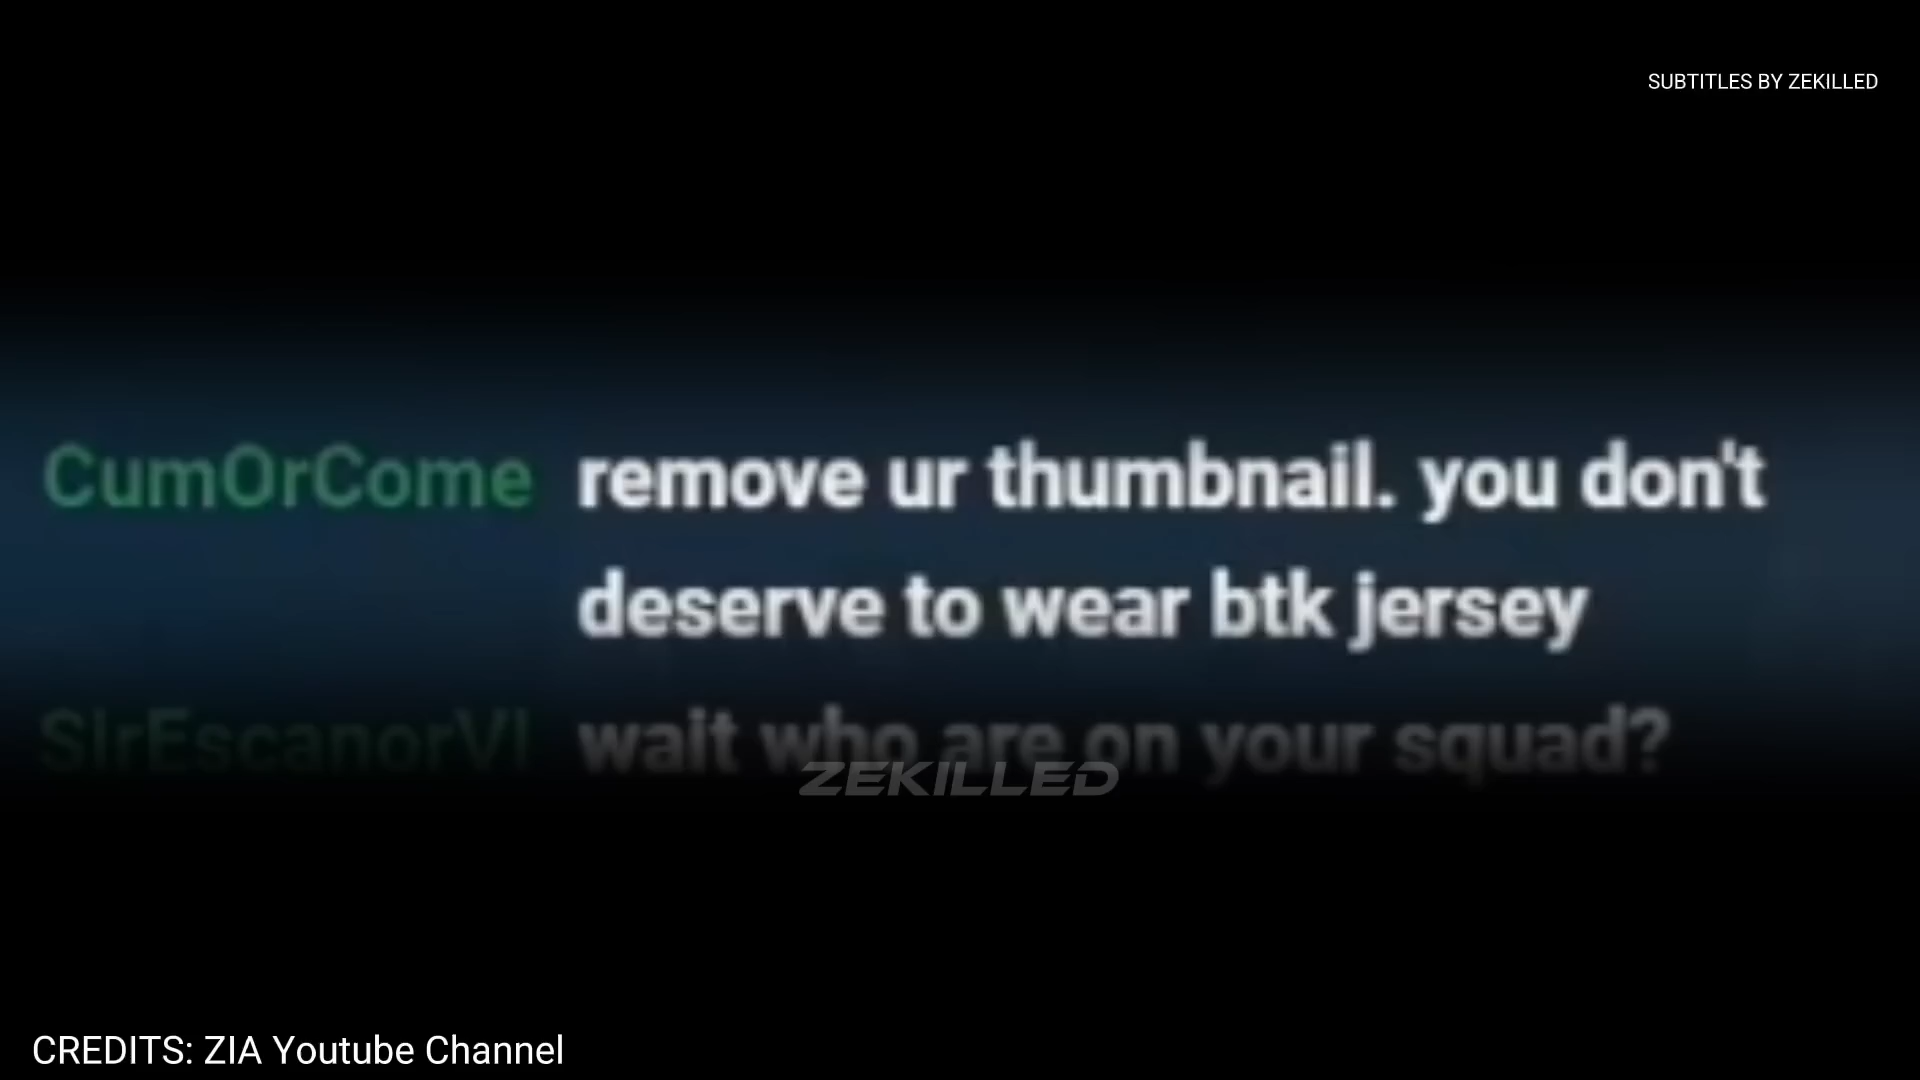 SUBTITLES BY ZEKILLED
CumOrCome remove ur thumbnail. you don't
deserve to wear btk jersey
SirEscanorVI wait who are on your squad?
ZEKILLED
CREDITS: ZIA Youtube Channel